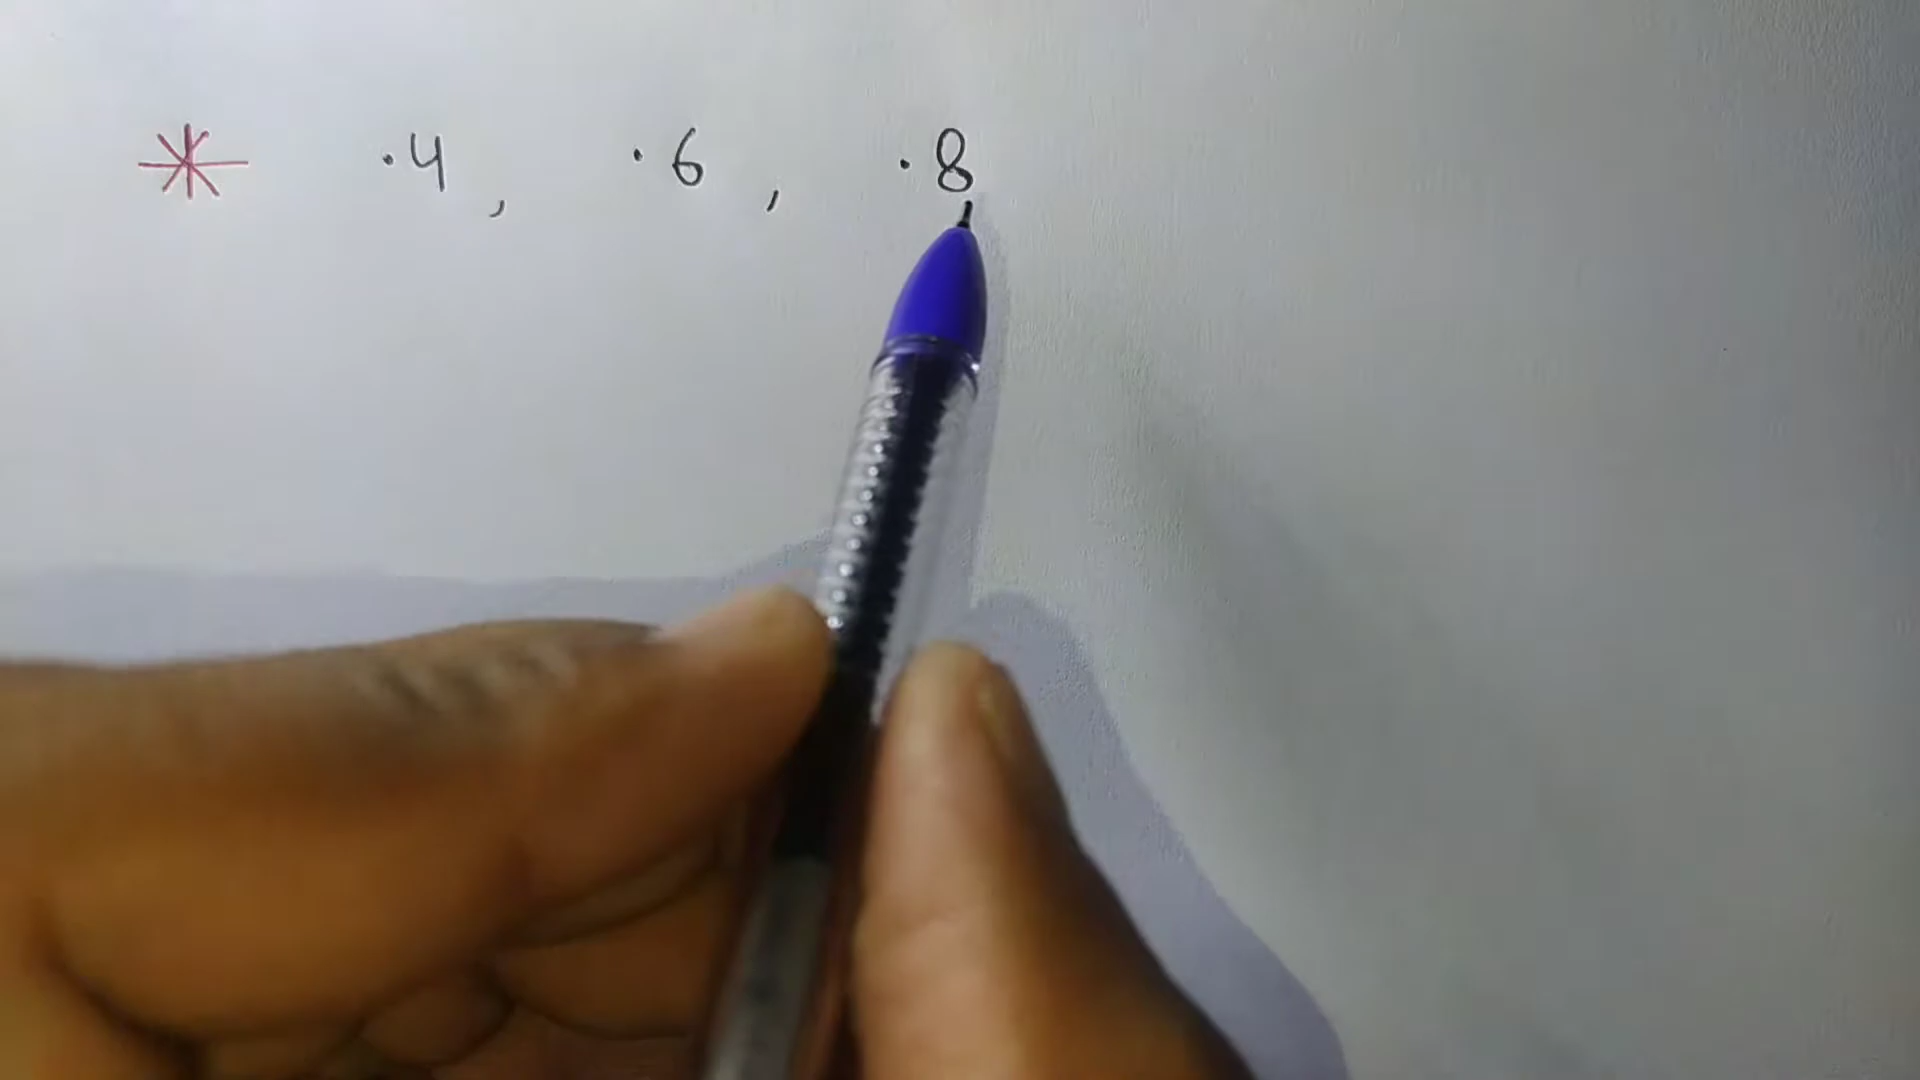 * .4 , .6 , .8